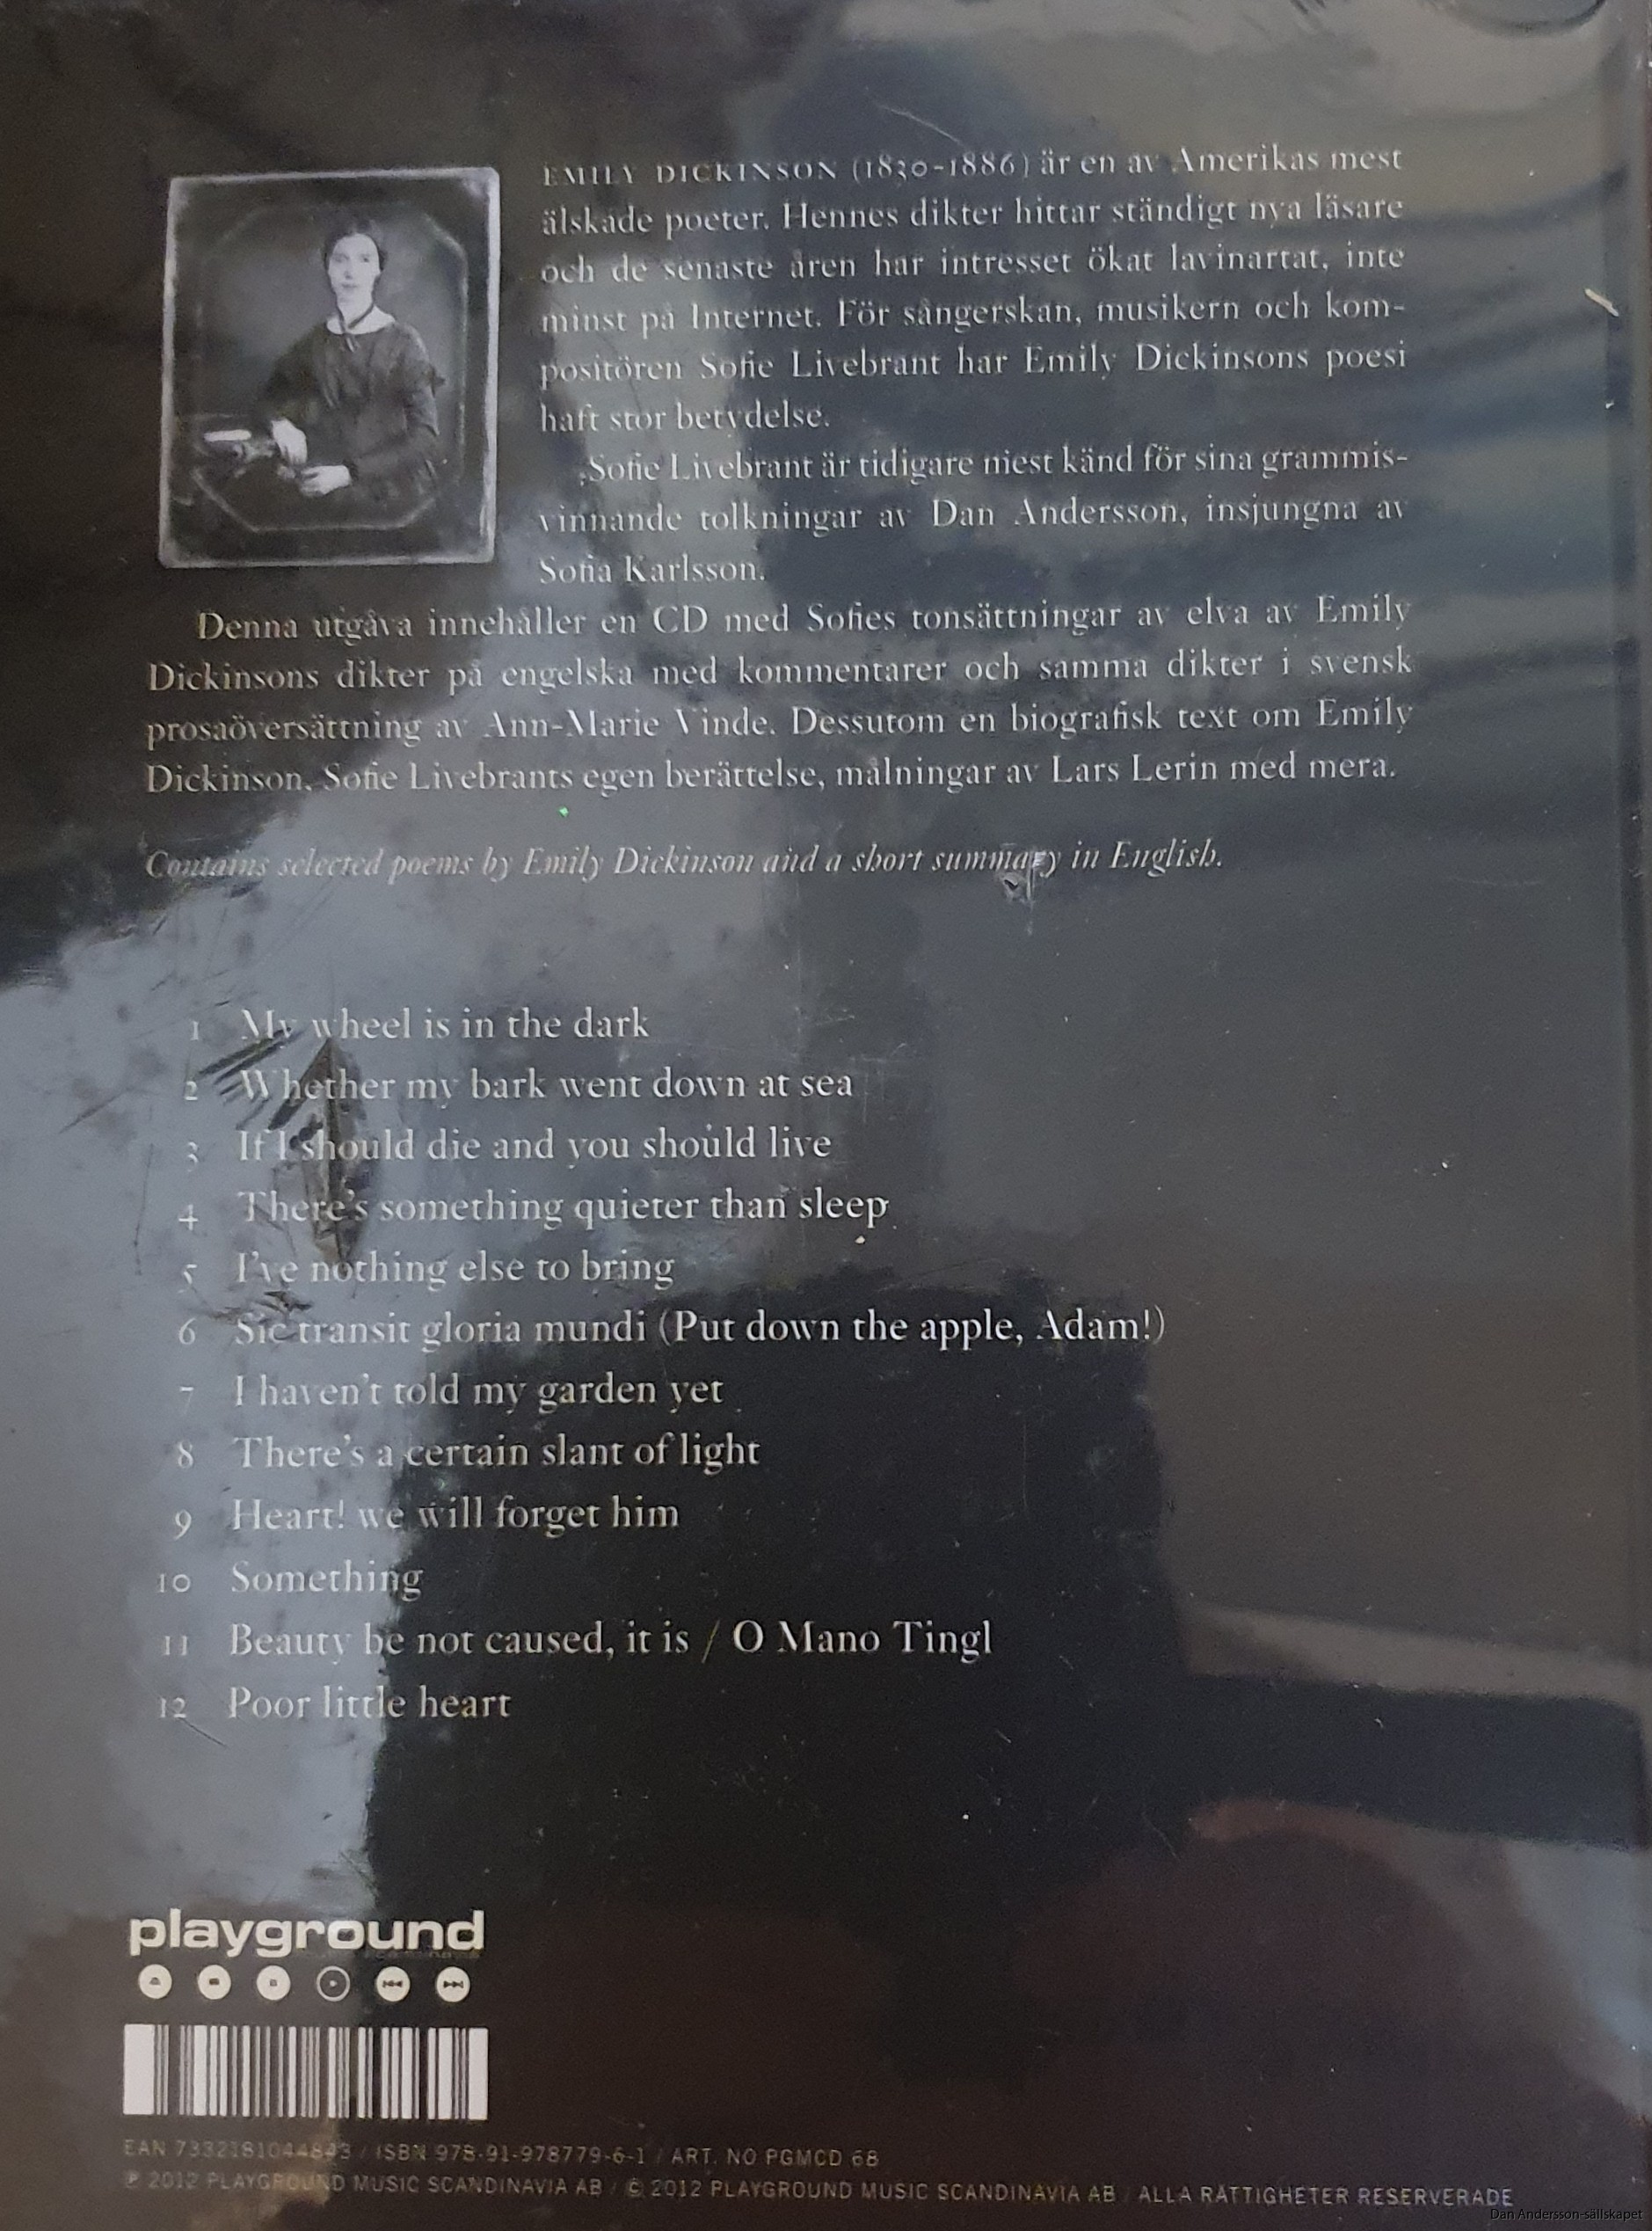 EMILY DICKINSON (1830-1886) är en av Amerikas mest
älskade poeter. Hennes dikter hittar ständigt nya läsare
och de senaste åren har intresset ökat lavinartat, inte
minst på Internet. För sångerskan, musikern och kom-
positören Sofie Livebrant har Emily Dickinsons poesi
haft stor betydelse.
Sofie Livebrant är tidigare mest känd för sina grammis-
vinnande tolkningar av Dan Andersson, insjungna av
Sofia Karlsson.
Denna utgåva innehåller en CD med Sofies tonsättningar av elva av Emily
Dickinsons dikter på engelska med kommentarer och samma dikter i svensk
prosaöversättning av Ann-Marie Vinde. Dessutom en biografisk text om Emily
Dickinson, Sofie Livebrants egen berättelse, målningar av Lars Lerin med mera.
Contains selected poems by Emily Dickinson and a short summary in English.
1 My wheel is in the dark
2 Whether my bark went down at sea
3 If I should die and you should live
4 There's something quieter than sleep
5 I've nothing else to bring
6 Sic transit gloria mundi (Put down the apple, Adam!)
7 I haven't told my garden yet
8 There's a certain slant of light
9 Heart! we will forget him
10 Something
11 Beauty be not caused, it is / O Mano Tingl
12 Poor little heart
playground
EAN 7332181044843 / ISBN 978-91-978779-6-1 / ART. NO PGMCD 68
℗ 2012 PLAYGROUND MUSIC SCANDINAVIA AB / © 2012 PLAYGROUND MUSIC SCANDINAVIA AB / ALLA RÄTTIGHETER RESERVERADE
Dan Andersson-sällskapet